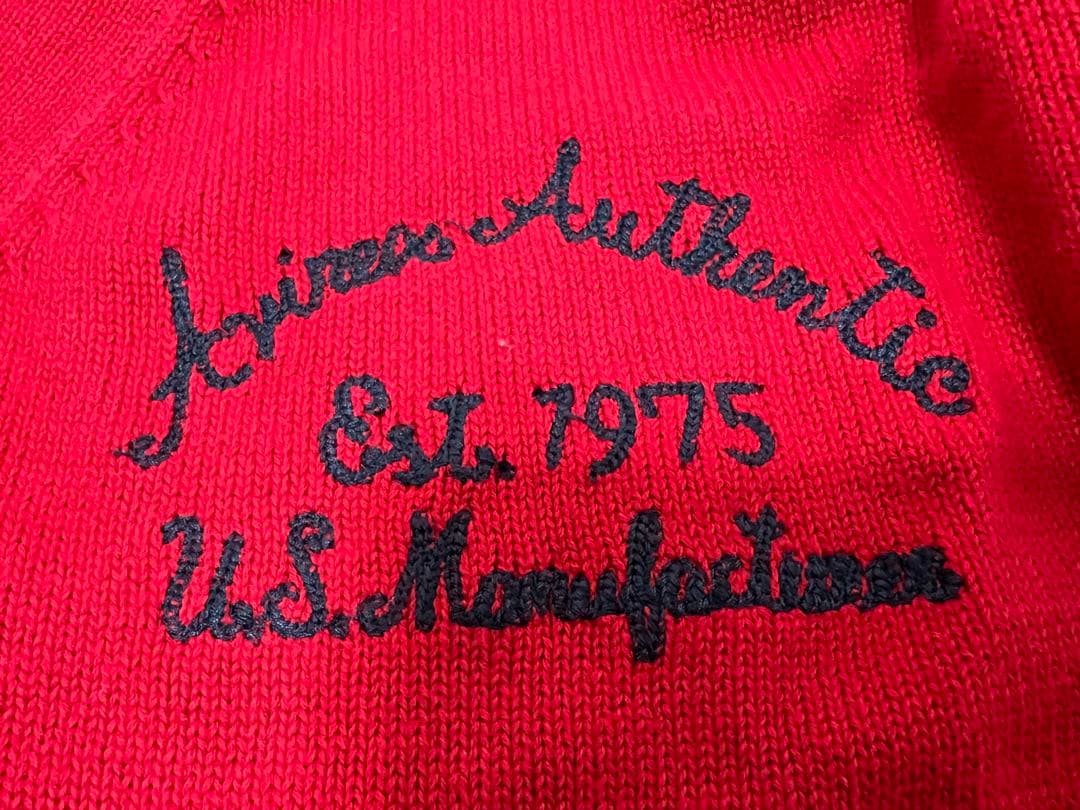 Avirex Authentic
Est. 1975
U.S. Manufacturer